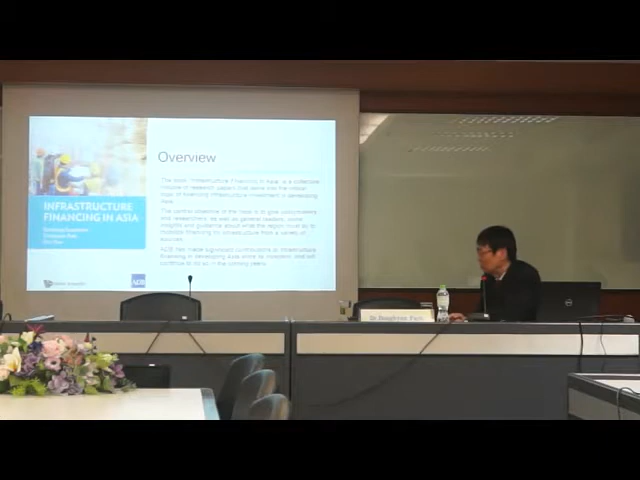 Overview
INFRASTRUCTURE
FINANCING IN ASIA
The book, Infrastructure Financing in Asia, is a collective
volume of research papers that delve into the critical
topic of financing infrastructure investment in developing
Asia.
The central objective of the book is to give policymakers
and researchers, as well as general readers, some
insights and guidance about what the region must do to
mobilize financing for infrastructure from a variety of
sources.
ADB has made significant contributions to infrastructure
financing in developing Asia since its inception, and will
continue to do so in the coming years.
ADB
Dr. Donghyun Park
DELL